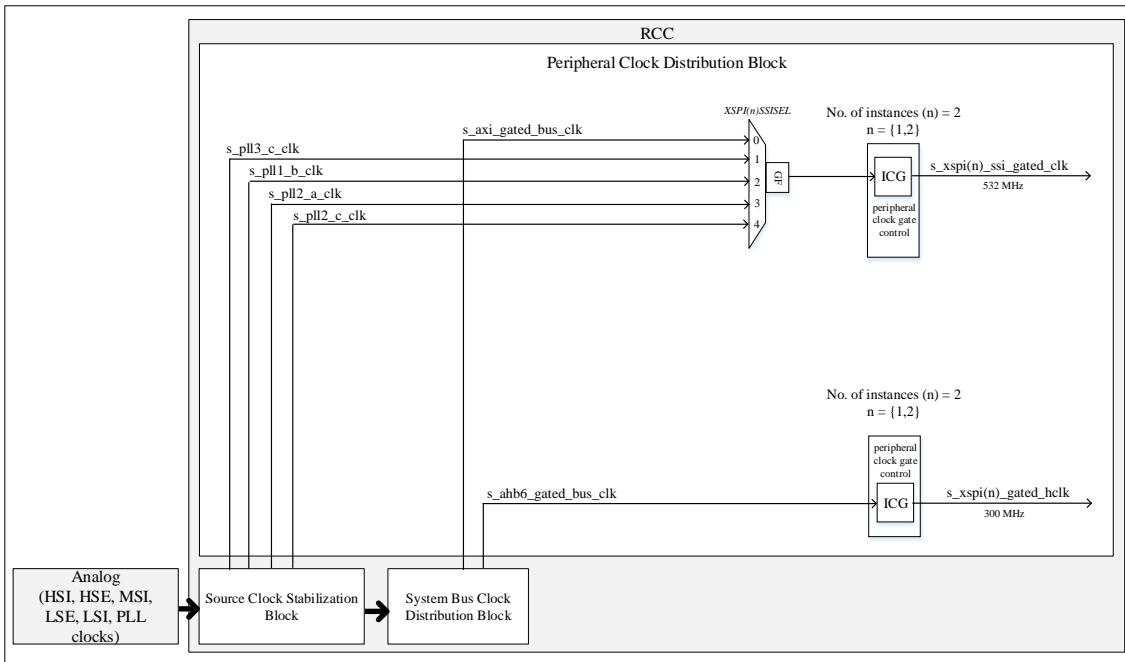 RCC
Peripheral Clock Distribution Block
XSPI(n)SSISEL
No. of instances (n) = 2
n = {1,2}
s_axi_gated_bus_clk
0
s_pll3_c_clk
1
s_pll1_b_clk
2
s_pll2_a_clk
3
s_pll2_c_clk
4
GF
ICG
peripheral
clock gate
control
s_xspi(n)_ssi_gated_clk
532 MHz
No. of instances (n) = 2
n = {1,2}
peripheral
clock gate
control
s_ahb6_gated_bus_clk
ICG
s_xspi(n)_gated_hclk
300 MHz
Analog
(HSI, HSE, MSI,
LSE, LSI, PLL
clocks)
Source Clock Stabilization
Block
System Bus Clock
Distribution Block